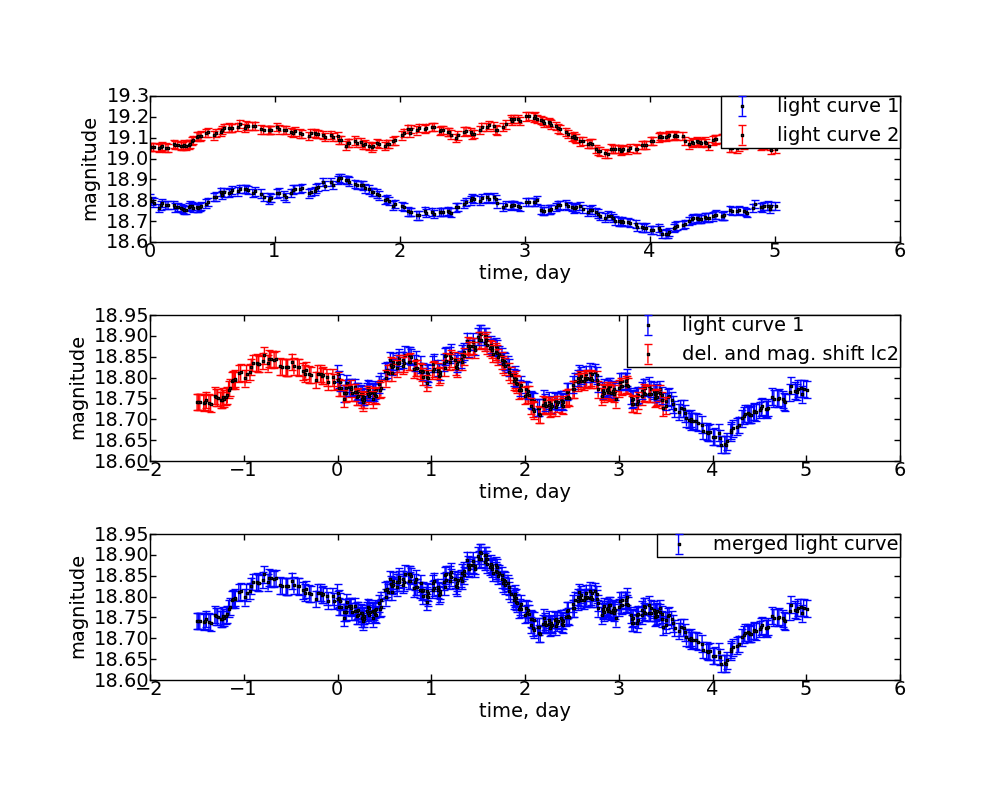 19.3
19.2
19.1
19.0
18.9
18.8
18.7
18.6
magnitude
light curve 1
light curve 2
0 1 2 3 4 5 6
time, day
18.95
18.90
18.85
18.80
18.75
18.70
18.65
18.60
magnitude
light curve 1
del. and mag. shift lc2
−2 −1 0 1 2 3 4 5 6
time, day
18.95
18.90
18.85
18.80
18.75
18.70
18.65
18.60
magnitude
merged light curve
−2 −1 0 1 2 3 4 5 6
time, day